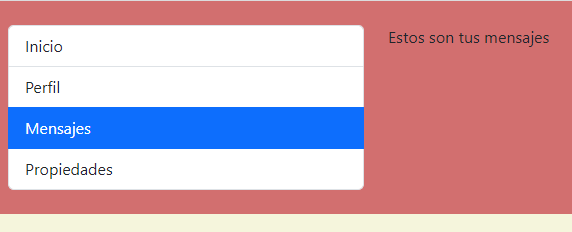 Inicio
Perfil
Mensajes
Propiedades
Estos son tus mensajes